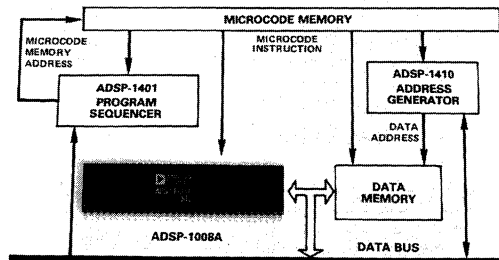 MICROCODE MEMORY
MICROCODE
MEMORY
ADDRESS
MICROCODE
INSTRUCTION
ADSP-1401
PROGRAM
SEQUENCER
ADSP-1410
ADDRESS
GENERATOR
DATA
ADDRESS
DATA
MEMORY
ADSP-1008A
DATA BUS